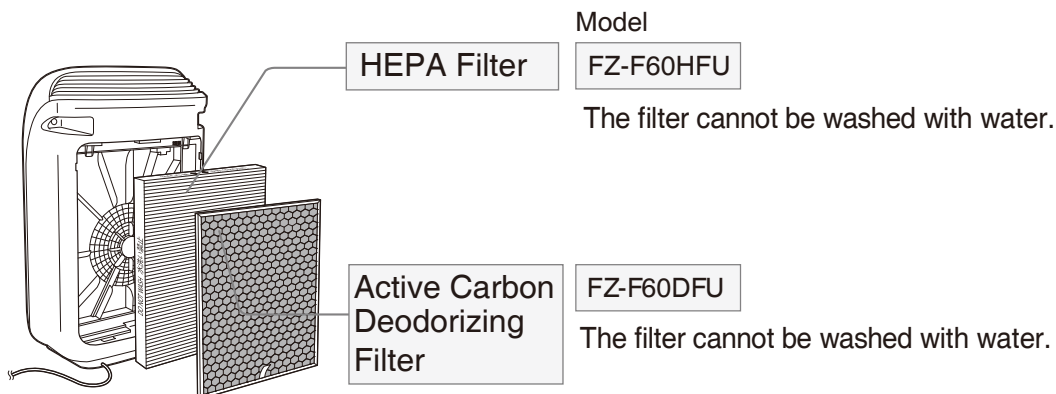 Model
HEPA Filter
FZ-F60HFU
The filter cannot be washed with water.
Active Carbon
Deodorizing
Filter
FZ-F60DFU
The filter cannot be washed with water.